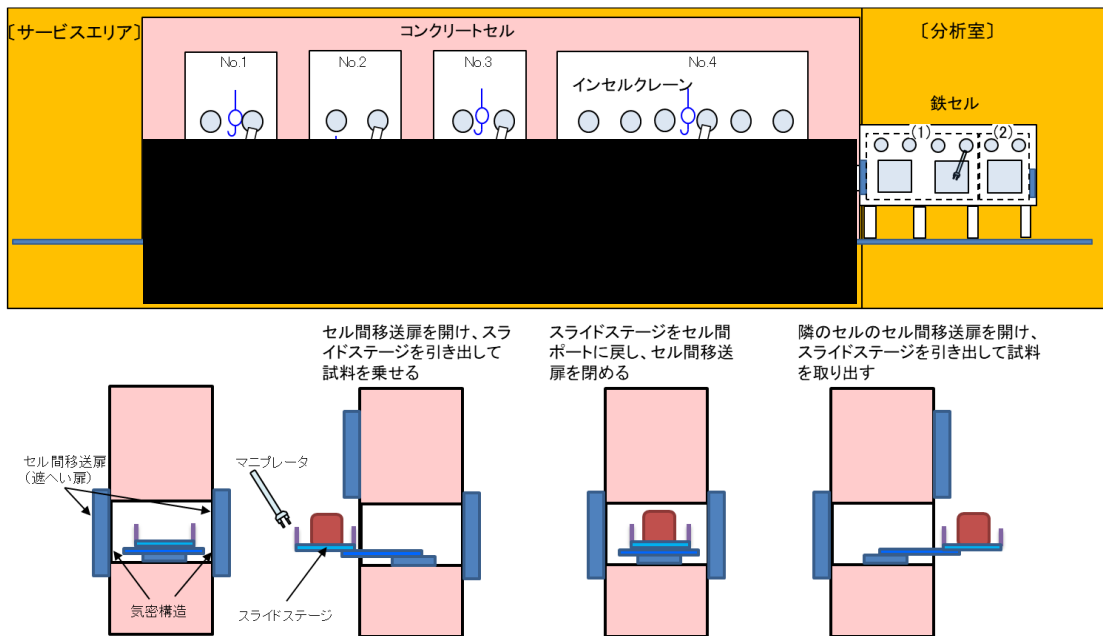 〔サービスエリア〕
コンクリートセル
〔分析室〕
No.1
No.2
No.3
No.4
インセルクレーン
鉄セル
(1)
(2)
セル間移送扉を開け、スラ
イドステージを引き出して
試料を乗せる
スライドステージをセル間
ポートに戻し、セル間移送
扉を閉める
隣のセルのセル間移送扉を開け、
スライドステージを引き出して試料
を取り出す
セル間移送扉
（遮へい扉）
マニプレータ
気密構造
スライドステージ